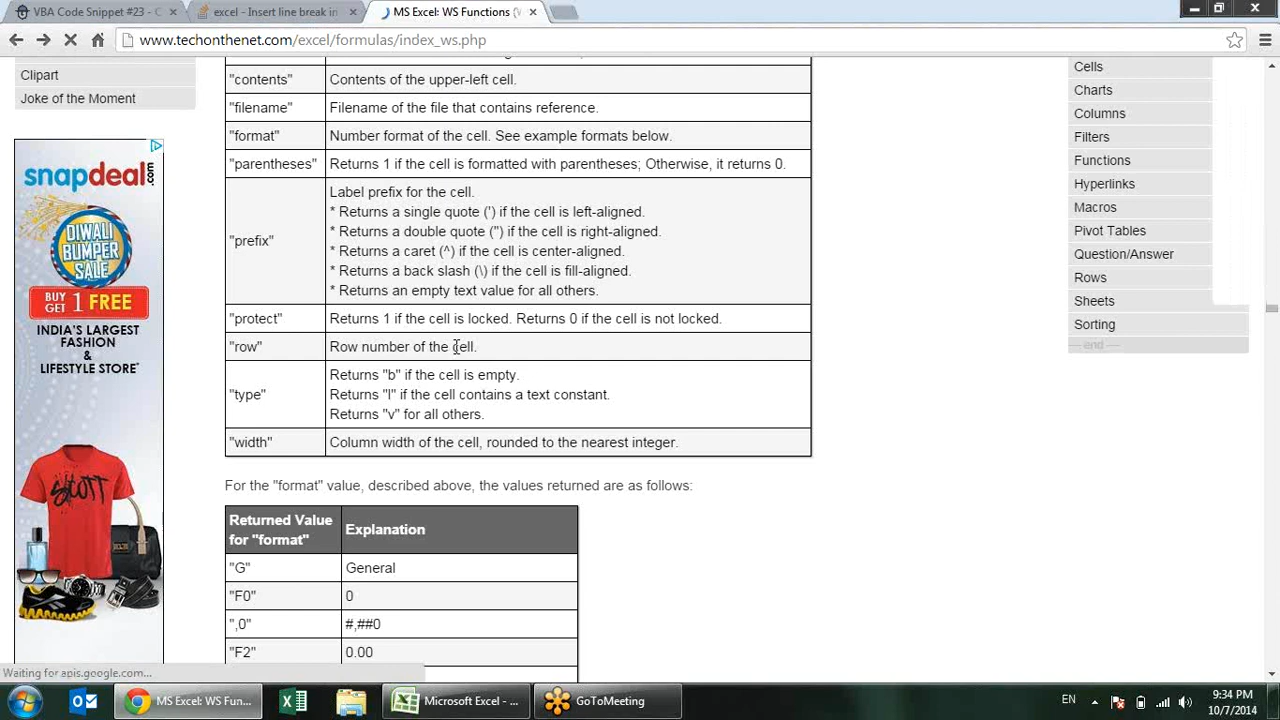 VBA Code Snippet #23 - C
excel - Insert line break in
MS Excel: WS Functions (V
www.techonthenet.com/excel/formulas/index_ws.php
Clipart
Joke of the Moment
snapdeal.com
DIWALI
BUMPER
SALE
BUY
GET 1 FREE
INDIA'S LARGEST
FASHION
&
LIFESTYLE STORE*
SCOTT
"contents" Contents of the upper-left cell.
"filename" Filename of the file that contains reference.
"format" Number format of the cell. See example formats below.
"parentheses" Returns 1 if the cell is formatted with parentheses; Otherwise, it returns 0.
"prefix"
Label prefix for the cell.
* Returns a single quote (') if the cell is left-aligned.
* Returns a double quote (") if the cell is right-aligned.
* Returns a caret (^) if the cell is center-aligned.
* Returns a back slash (\) if the cell is fill-aligned.
* Returns an empty text value for all others.
"protect" Returns 1 if the cell is locked. Returns 0 if the cell is not locked.
"row" Row number of the cell.
"type"
Returns "b" if the cell is empty.
Returns "l" if the cell contains a text constant.
Returns "v" for all others.
"width" Column width of the cell, rounded to the nearest integer.
For the "format" value, described above, the values returned are as follows:
Returned Value
for "format"
Explanation
"G" General
"F0" 0
",0" #,##0
"F2" 0.00
Cells
Charts
Columns
Filters
Functions
Hyperlinks
Macros
Pivot Tables
Question/Answer
Rows
Sheets
Sorting
--- end ---
Waiting for apis.google.com...
MS Excel: WS Fun...
Microsoft Excel - ...
GoToMeeting
EN
9:34 PM
10/7/2014